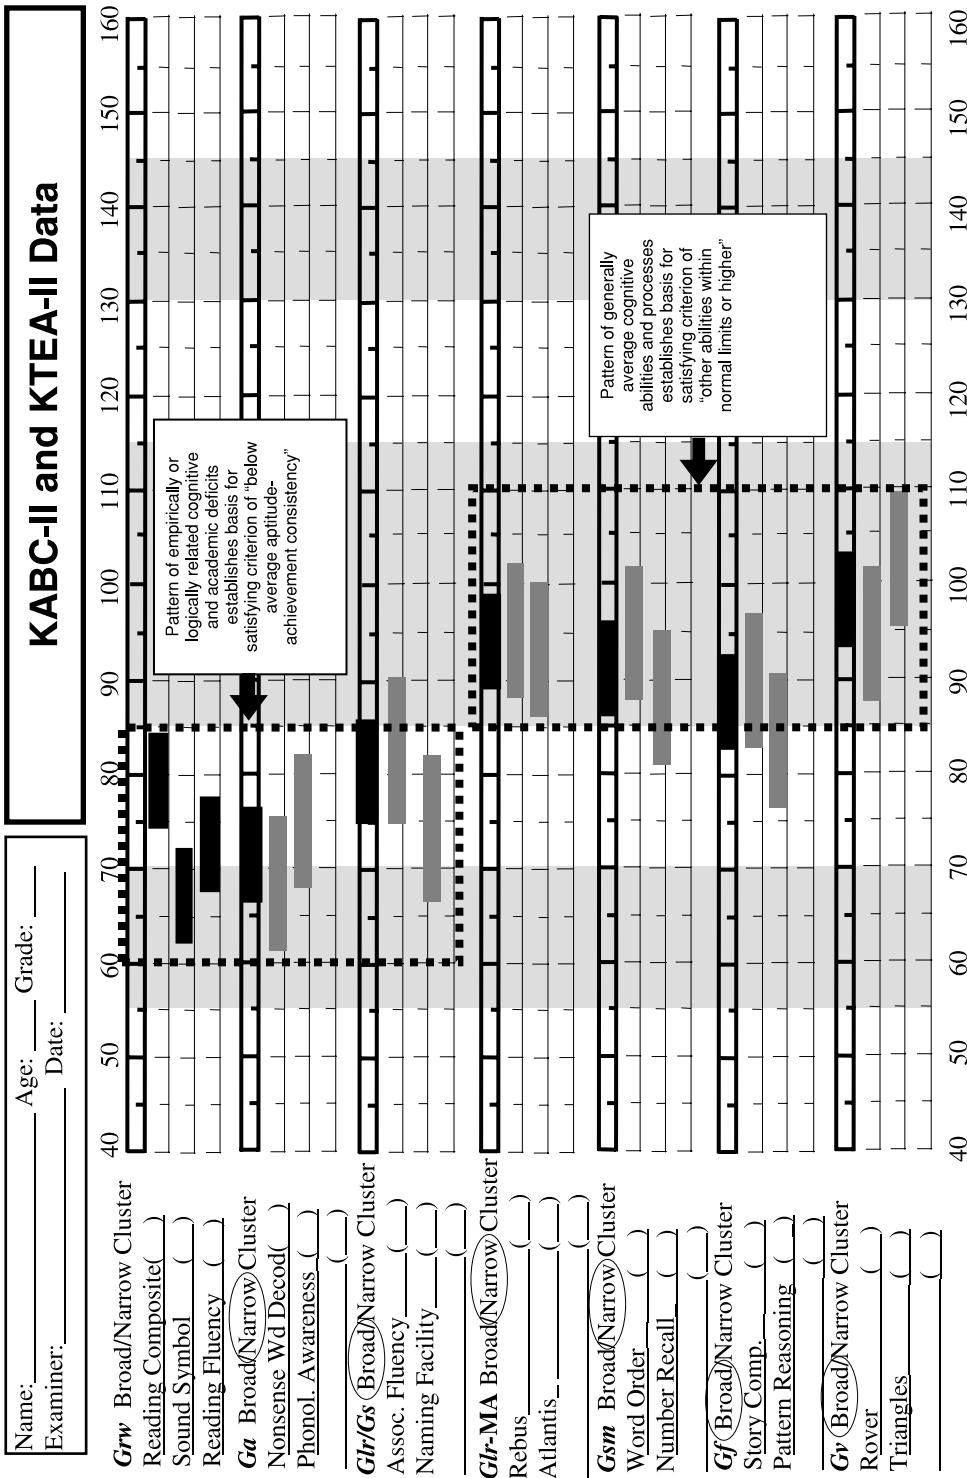 Name: Age: Grade:
Examiner: Date:
KABC-II and KTEA-II Data
40 50 60 70 80 90 100 110 120 130 140 150 160
Grw Broad/Narrow Cluster
Reading Composite( )
Sound Symbol ( )
Reading Fluency ( )
Ga Broad/Narrow Cluster
Nonsense Wd Decod( )
Phonol. Awareness ( )
( )
Glr/Gs Broad/Narrow Cluster
Assoc. Fluency ( )
Naming Facility ( )
( )
Glr-MA Broad/Narrow Cluster
Rebus ( )
Atlantis ( )
( )
Gsm Broad/Narrow Cluster
Word Order ( )
Number Recall ( )
( )
Gf Broad/Narrow Cluster
Story Comp. ( )
Pattern Reasoning ( )
( )
Gv Broad/Narrow Cluster
Rover ( )
Triangles ( )
( )
40 50 60 70 80 90 100 110 120 130 140 150 160
Pattern of empirically or
logically related cognitive
and academic deficits
establishes basis for
satisfying criterion of “below
average aptitude-
achievement consistency”
Pattern of generally
average cognitive
abilities and processes
establishes basis for
satisfying criterion of
“other abilities within
normal limits or higher”